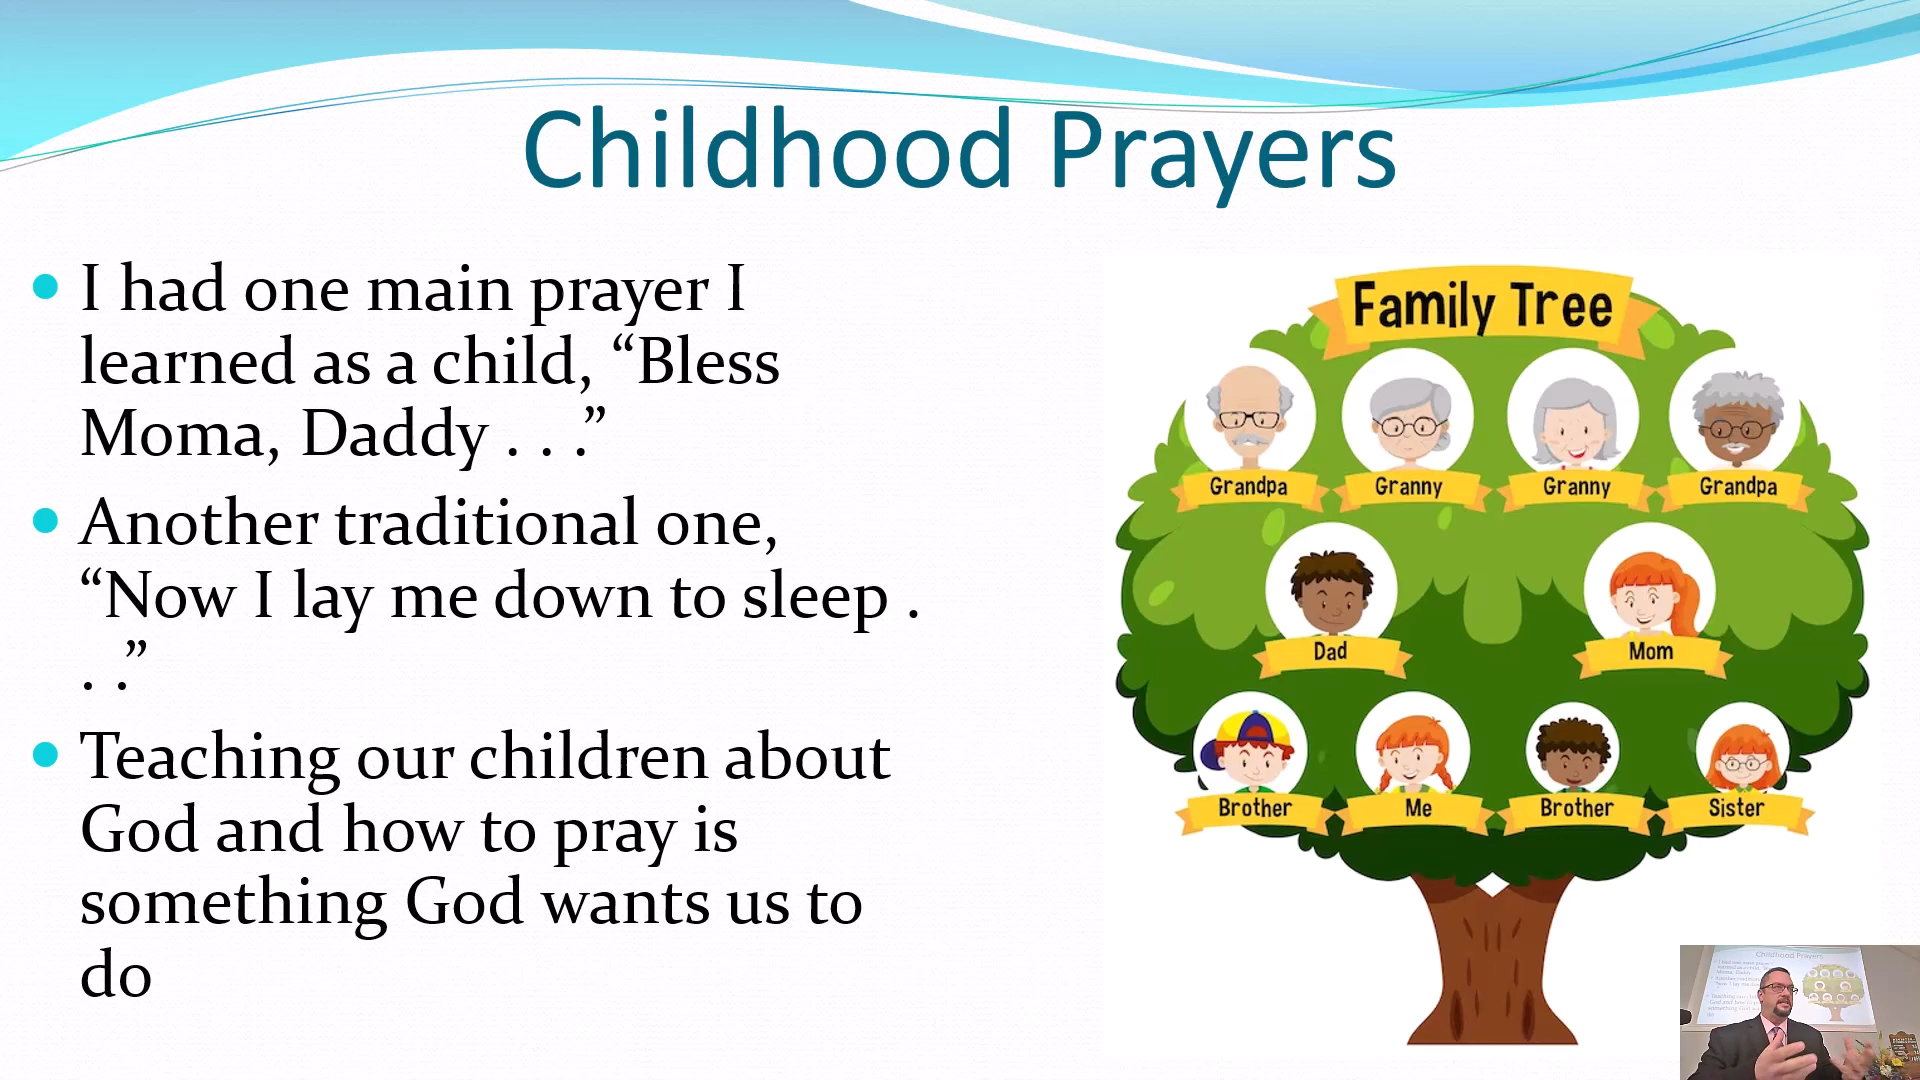 Childhood Prayers
• I had one main prayer I
learned as a child, “Bless
Moma, Daddy . . .”
• Another traditional one,
“Now I lay me down to sleep .
. .”
• Teaching our children about
God and how to pray is
something God wants us to
do
Family Tree
Grandpa
Granny
Granny
Grandpa
Dad
Mom
Brother
Me
Brother
Sister
Childhood Prayers